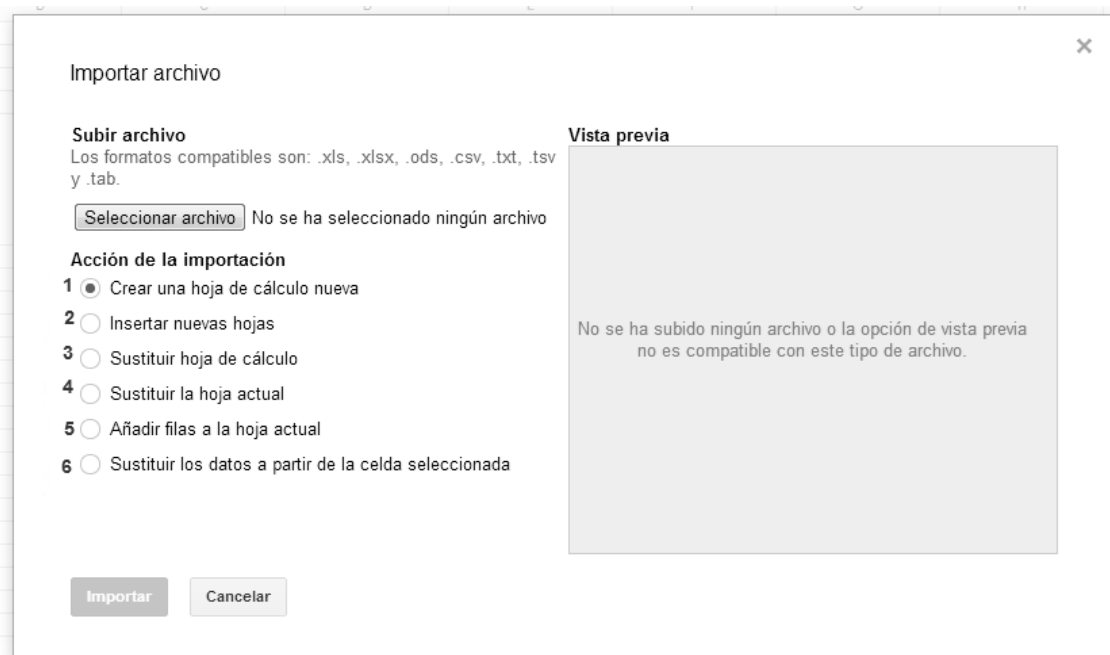 Importar archivo
Subir archivo
Los formatos compatibles son: .xls, .xlsx, .ods, .csv, .txt, .tsv
y .tab.
Seleccionar archivo No se ha seleccionado ningún archivo
Acción de la importación
1 Crear una hoja de cálculo nueva
2 Insertar nuevas hojas
3 Sustituir hoja de cálculo
4 Sustituir la hoja actual
5 Añadir filas a la hoja actual
6 Sustituir los datos a partir de la celda seleccionada
Importar Cancelar
Vista previa
No se ha subido ningún archivo o la opción de vista previa
no es compatible con este tipo de archivo.